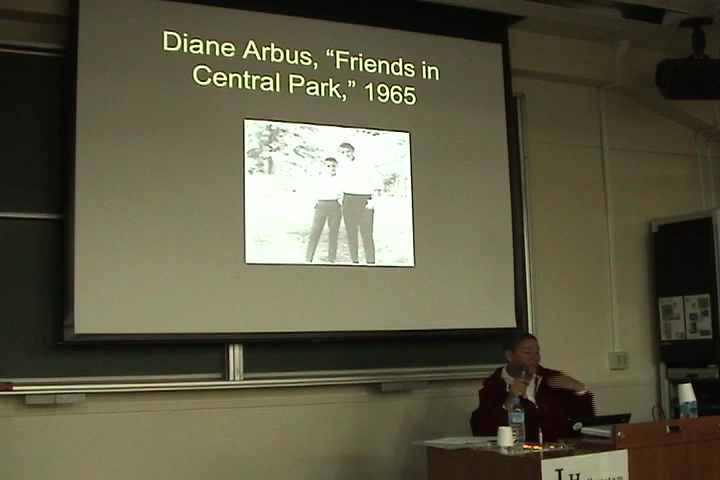 Diane Arbus, “Friends in
Central Park,” 1965